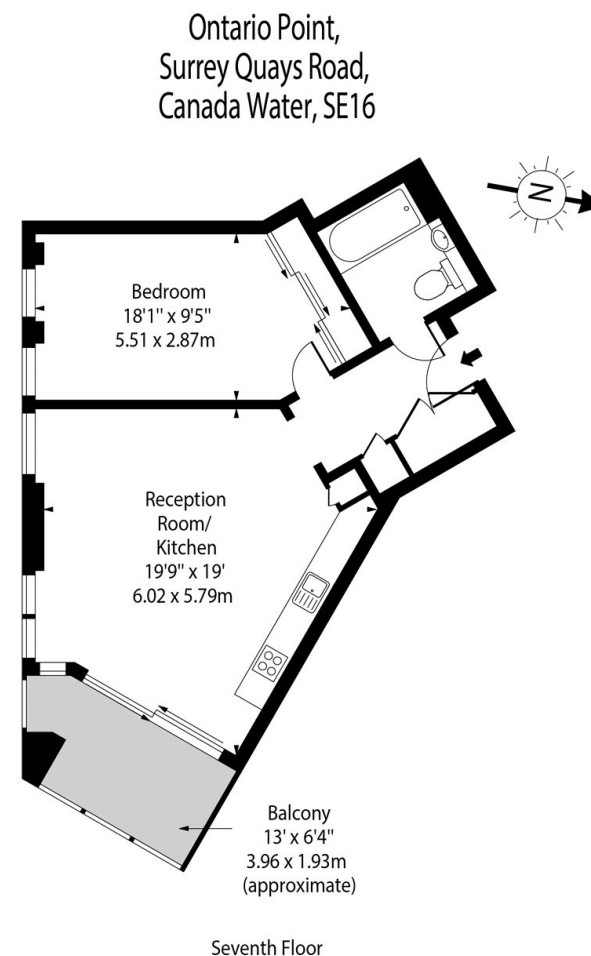 Ontario Point,
Surrey Quays Road,
Canada Water, SE16
N
Bedroom
18'1" x 9'5"
5.51 x 2.87m
Reception
Room/
Kitchen
19'9" x 19'
6.02 x 5.79m
Balcony
13' x 6'4"
3.96 x 1.93m
(approximate)
Seventh Floor